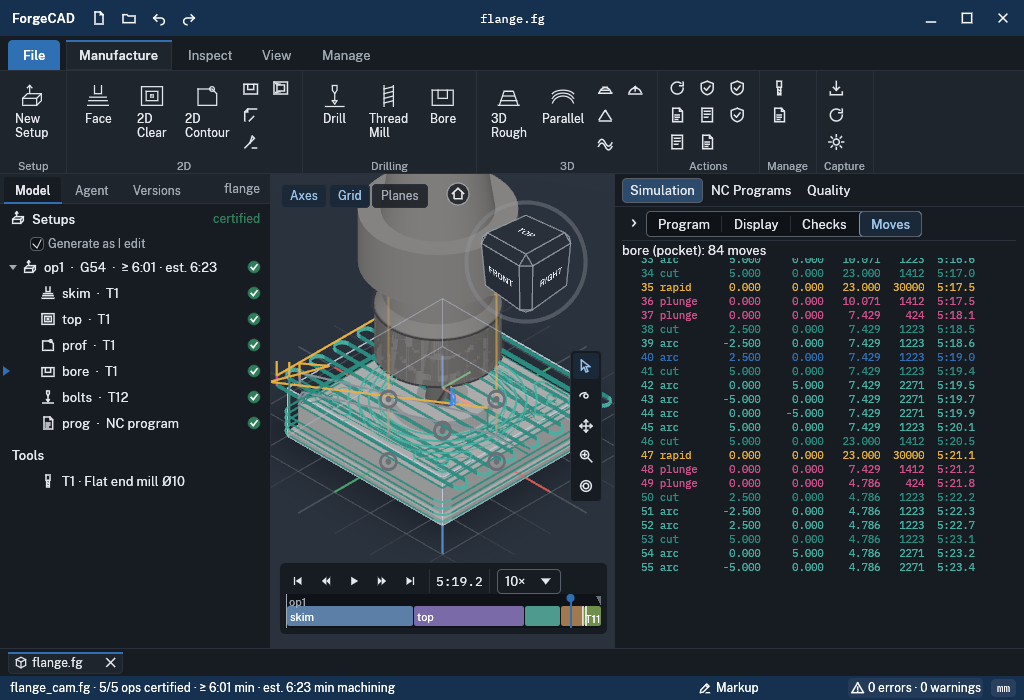 ForgeCAD
flange.fg
File Manufacture Inspect View Manage
New Setup
Face
2D Clear
2D Contour
Drill
Thread Mill
Bore
3D Rough
Parallel
Setup 2D Drilling 3D Actions Manage Capture
Model Agent Versions flange
Setups certified
Generate as I edit
op1 · G54 · ≥ 6:01 · est. 6:23
skim · T1
top · T1
prof · T1
bore · T1
bolts · T12
prog · NC program
Tools
T1 · Flat end mill Ø10
Axes Grid Planes
TOP
FRONT
RIGHT
5:19.2 10×
op1
skim top T11
Simulation NC Programs Quality
Program Display Checks Moves
bore (pocket): 84 moves
33 arc 5.000 0.000 10.071 1223 5:16.6
34 cut 5.000 0.000 23.000 1412 5:17.0
35 rapid 0.000 0.000 23.000 30000 5:17.5
36 plunge 0.000 0.000 10.071 1412 5:17.5
37 plunge 0.000 0.000 7.429 424 5:18.1
38 cut 2.500 0.000 7.429 1223 5:18.5
39 arc -2.500 0.000 7.429 1223 5:18.6
40 arc 2.500 0.000 7.429 1223 5:19.0
41 cut 5.000 0.000 7.429 1223 5:19.4
42 arc 0.000 5.000 7.429 2271 5:19.5
43 arc -5.000 0.000 7.429 2271 5:19.7
44 arc 0.000 -5.000 7.429 2271 5:19.9
45 arc 5.000 0.000 7.429 2271 5:20.1
46 cut 5.000 0.000 23.000 1412 5:20.5
47 rapid 0.000 0.000 23.000 30000 5:21.1
48 plunge 0.000 0.000 7.429 1412 5:21.2
49 plunge 0.000 0.000 4.786 424 5:21.8
50 cut 2.500 0.000 4.786 1223 5:22.2
51 arc -2.500 0.000 4.786 1223 5:22.3
52 arc 2.500 0.000 4.786 1223 5:22.7
53 cut 5.000 0.000 4.786 1223 5:23.1
54 arc 0.000 5.000 4.786 2271 5:23.2
55 arc -5.000 0.000 4.786 2271 5:23.4
flange.fg
flange_cam.fg · 5/5 ops certified · ≥ 6:01 min · est. 6:23 min machining
Markup
0 errors · 0 warnings
mm